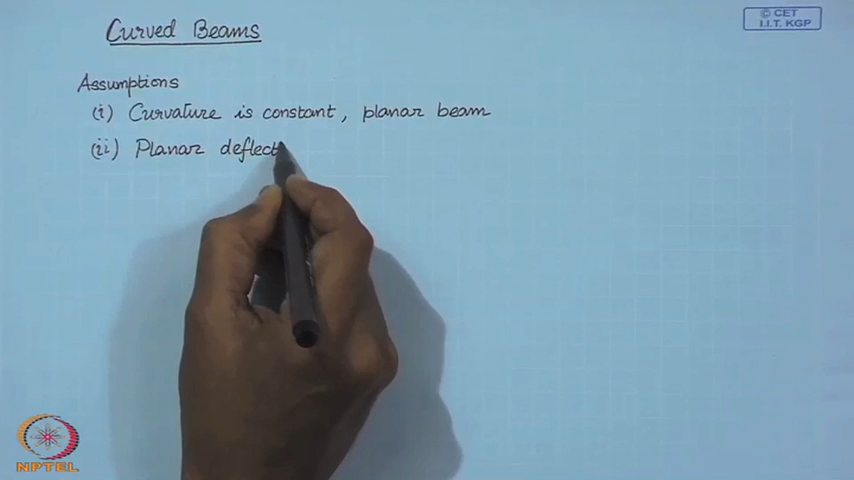 © CET
I.I.T. KGP
Curved Beams
Assumptions
(i) Curvature is constant, planar beam
(ii) Planar deflect
NPTEL